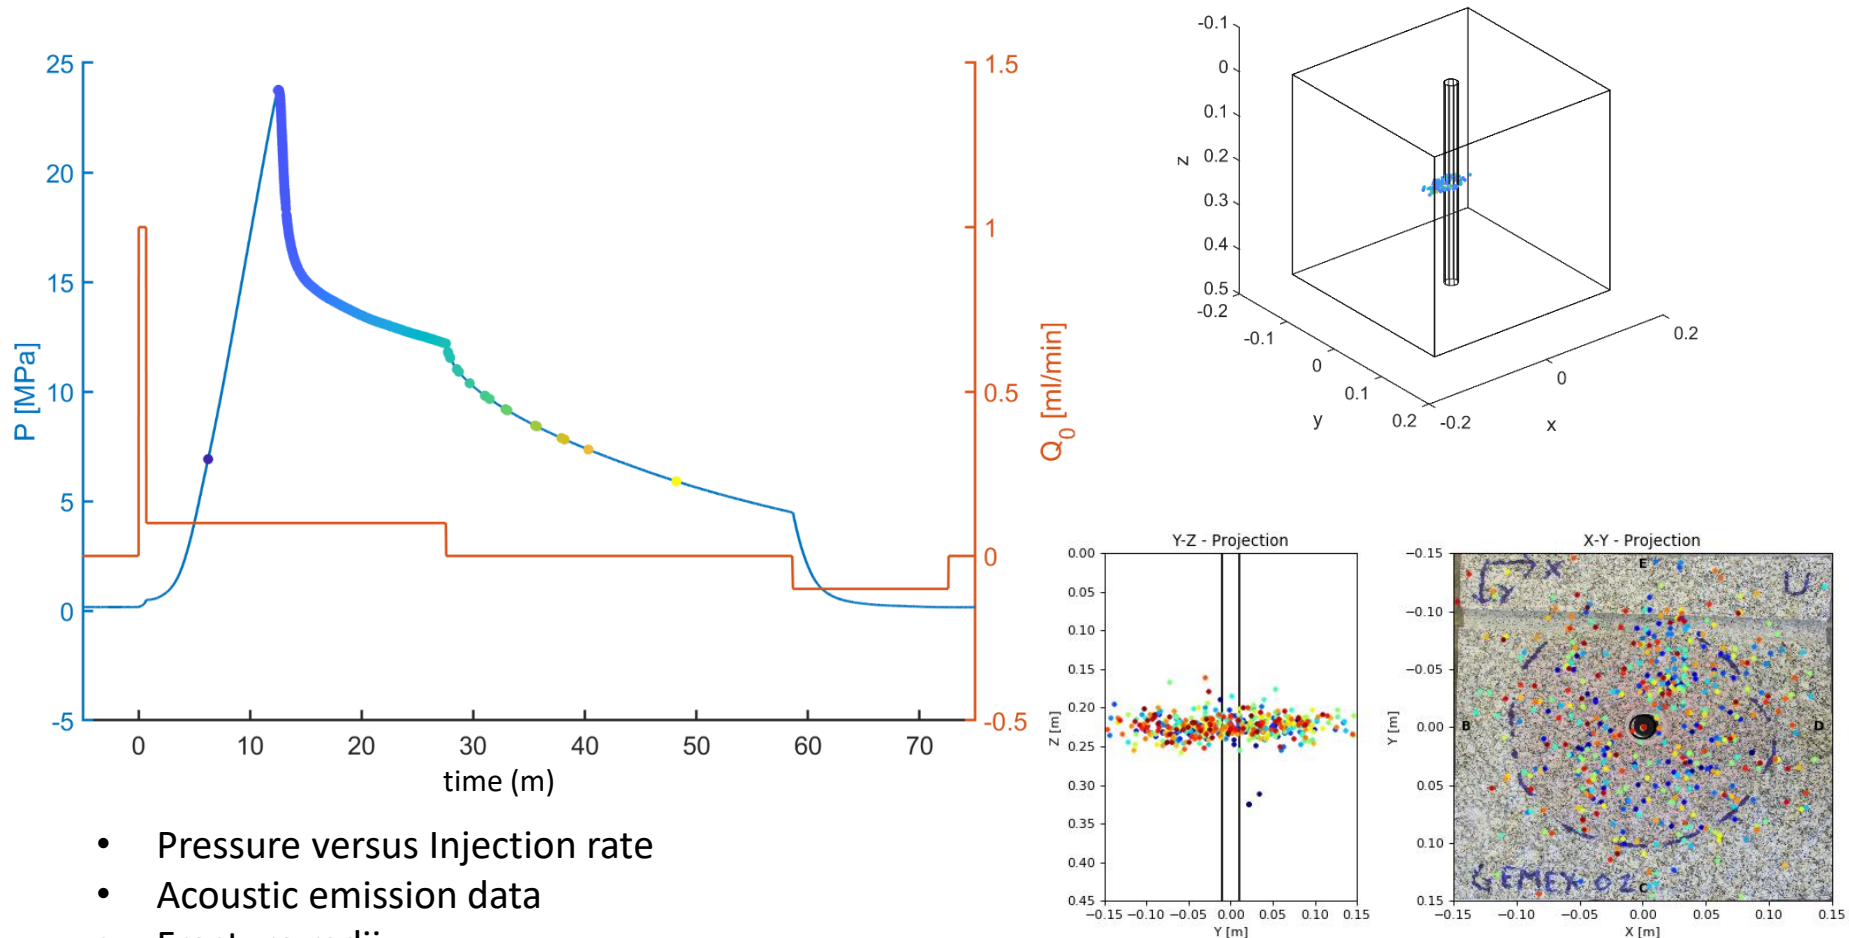 25
20
15
10
5
0
-5
P [MPa]
1.5
1
0.5
0
-0.5
Q0 [ml/min]
0 10 20 30 40 50 60 70
time (m)
-0.1
0
0.1
0.2
0.3
0.4
0.5
z
-0.2
-0.1
0
0.1
0.2
y
-0.2
0
0.2
x
Y-Z - Projection
0.00
0.05
0.10
0.15
0.20
0.25
0.30
0.35
0.40
0.45
Z [m]
−0.15 −0.10 −0.05 0.00 0.05 0.10 0.15
Y [m]
X-Y - Projection
−0.15
−0.10
−0.05
0.00
0.05
0.10
0.15
Y [m]
E
X
Y
U
B
D
GEMEX-02
C
−0.15 −0.10 −0.05 0.00 0.05 0.10 0.15
X [m]
• Pressure versus Injection rate
• Acoustic emission data